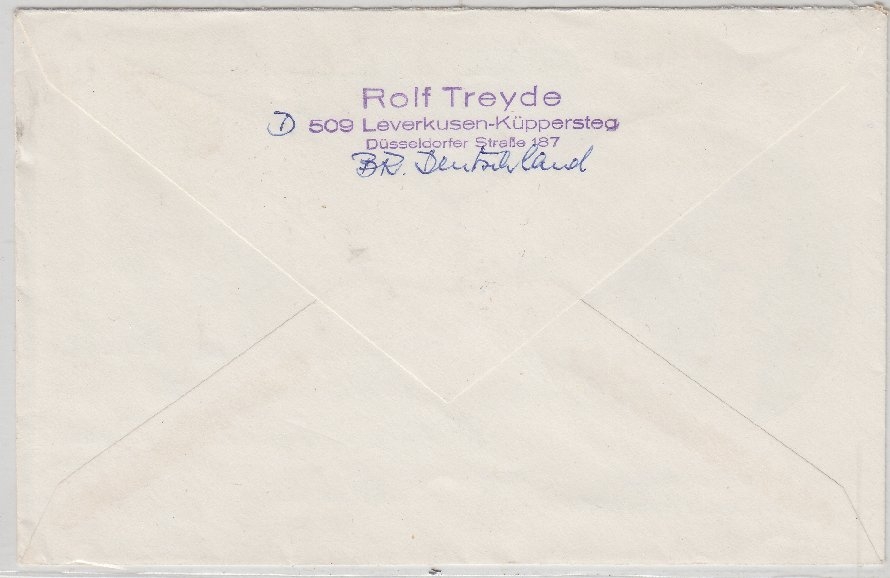 Rolf Treyde
D 509 Leverkusen-Küppersteg
Düsseldorfer Straße 187
BR. Deutschland